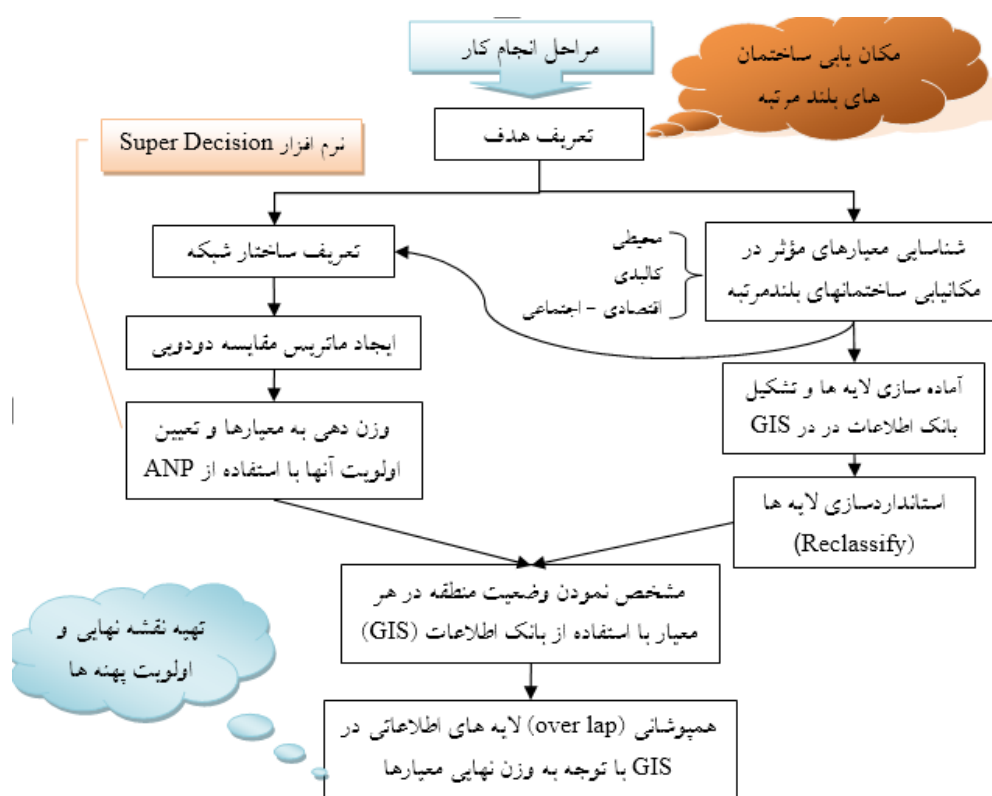 مراحل انجام کار
مکان یابی ساختمان
های بلند مرتبه
تعریف هدف
نرم افزار Super Decision
شناسایی معیارهای مؤثر در
مکانیابی ساختمانهای بلندمرتبه
محیطی
کالبدی
اقتصادی - اجتماعی
تعریف ساختار شبکه
ایجاد ماتریس مقایسه دودویی
وزن دهی به معیارها و تعیین
اولویت آنها با استفاده از ANP
آماده سازی لایه ها و تشکیل
بانک اطلاعات در در GIS
استانداردسازی لایه ها
(Reclassify)
مشخص نمودن وضعیت منطقه در هر
معیار با استفاده از بانک اطلاعات (GIS)
تهیه نقشه نهایی و
اولویت پهنه ها
همپوشانی (over lap) لایه های اطلاعاتی در
GIS با توجه به وزن نهایی معیارها